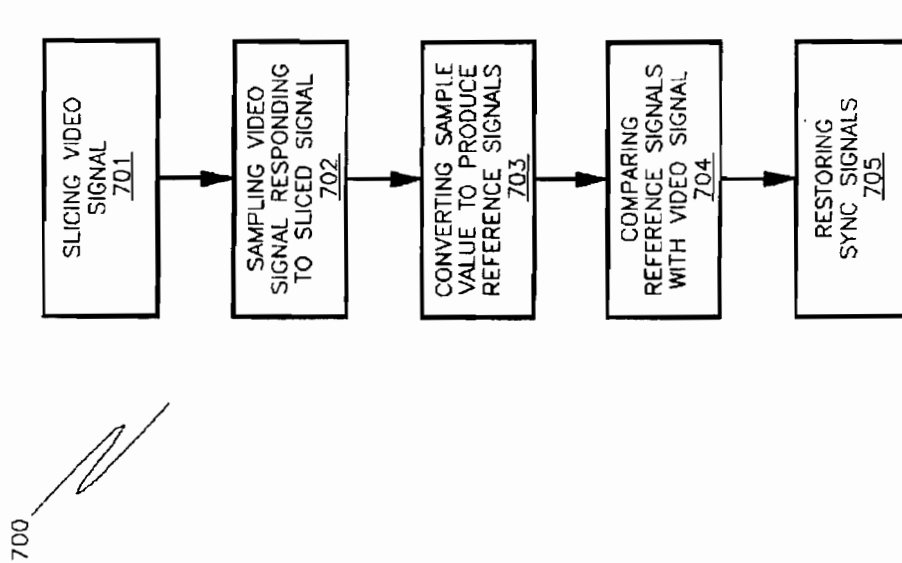 700
SLICING VIDEO
SIGNAL
701
SAMPLING VIDEO
SIGNAL RESPONDING
TO SLICED SIGNAL
702
CONVERTING SAMPLE
VALUE TO PRODUCE
REFERENCE SIGNALS
703
COMPARING
REFERENCE SIGNALS
WITH VIDEO SIGNAL
704
RESTORING
SYNC SIGNALS
705